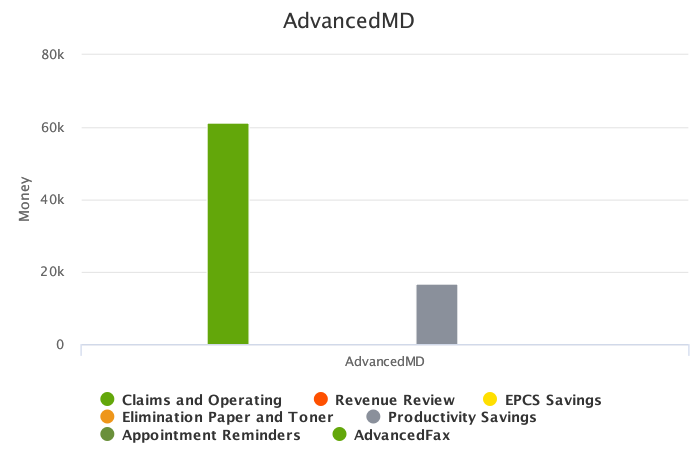 AdvancedMD
80k
60k
40k
20k
0
Money
AdvancedMD
Claims and Operating Revenue Review EPCS Savings
Elimination Paper and Toner Productivity Savings
Appointment Reminders AdvancedFax